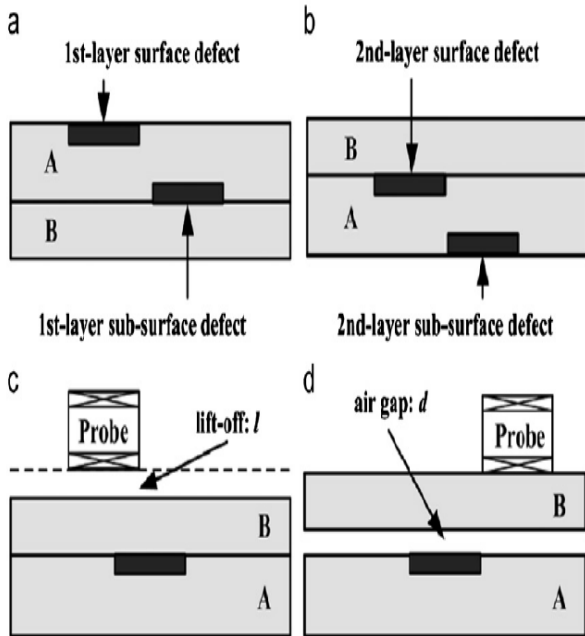 a
1st-layer surface defect
A
B
1st-layer sub-surface defect
b
2nd-layer surface defect
B
A
2nd-layer sub-surface defect
c
Probe
lift-off: l
B
A
d
air gap: d
Probe
B
A